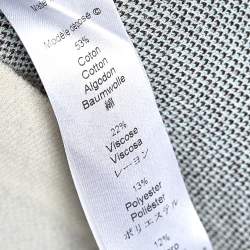 Modèle déposé ©
53%
Coton
Cotton
Algodon
Baumwolle
綿
22%
Viscose
Viscosa
レーヨン
13%
Polyester
Poliéster
ポリエステル
12%